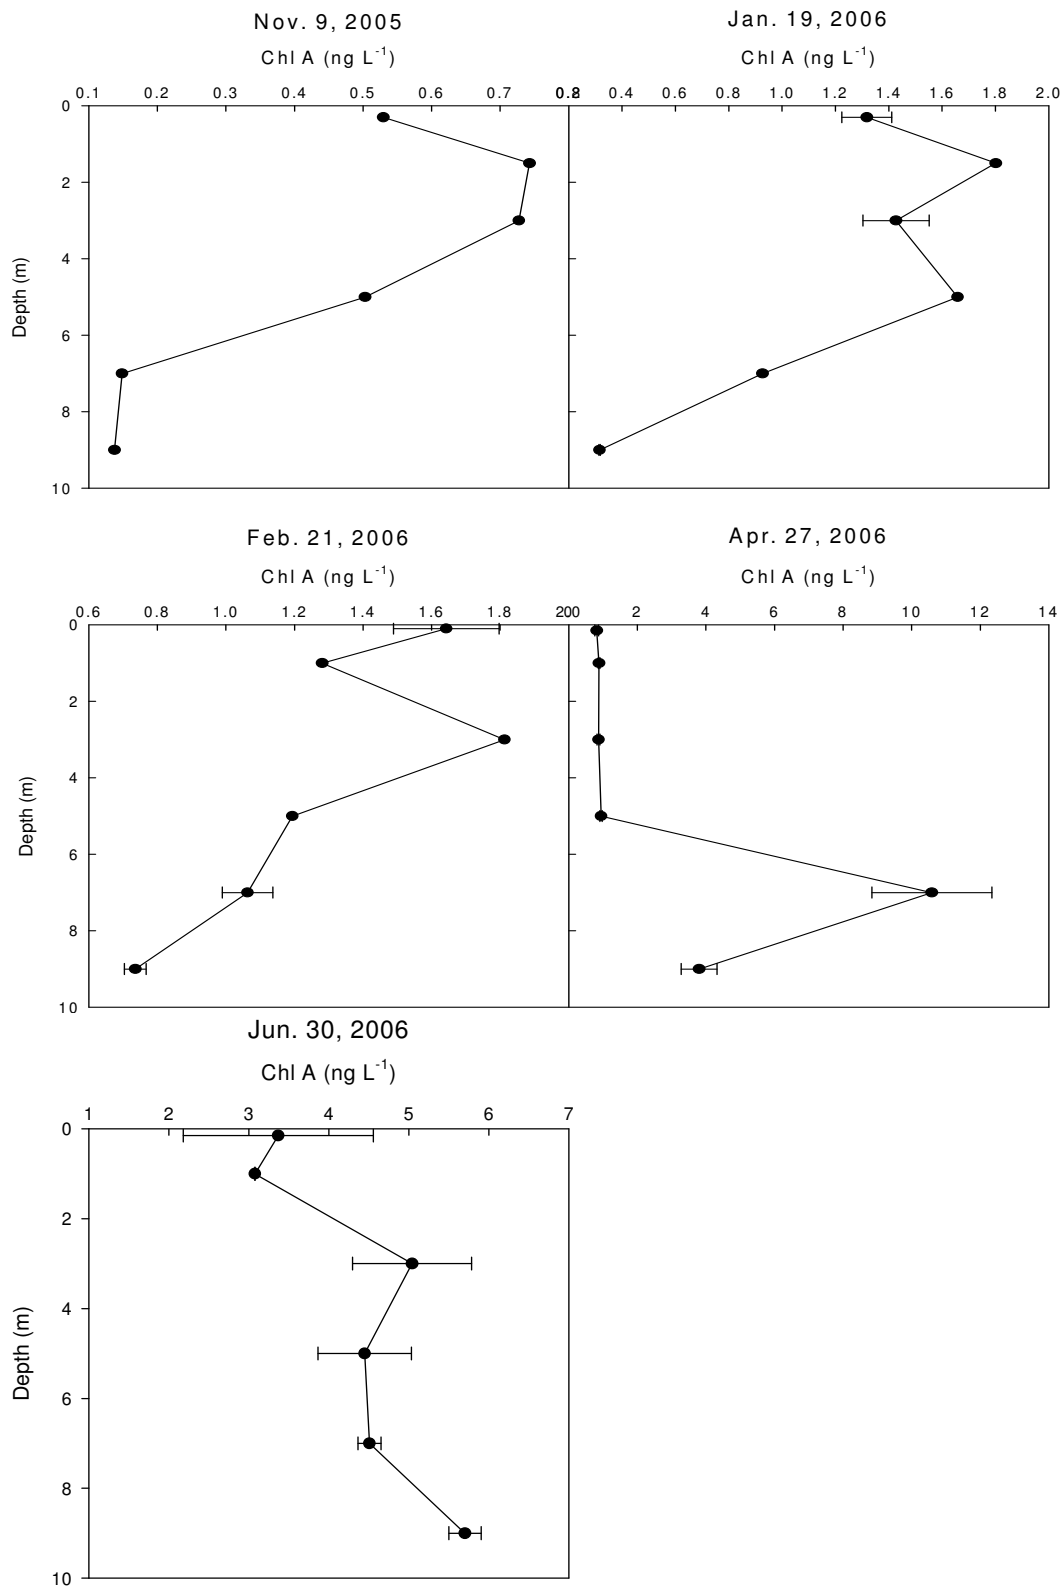 Nov. 9, 2005
Chl A (ng L-1)
0.1 0.2 0.3 0.4 0.5 0.6 0.7 0.8
0
2
4
6
8
10
Depth (m)
Jan. 19, 2006
Chl A (ng L-1)
0.4 0.6 0.8 1.0 1.2 1.4 1.6 1.8 2.0
Feb. 21, 2006
Chl A (ng L-1)
0.6 0.8 1.0 1.2 1.4 1.6 1.8 20
0
2
4
6
8
10
Depth (m)
Apr. 27, 2006
Chl A (ng L-1)
0 2 4 6 8 10 12 14
Jun. 30, 2006
Chl A (ng L-1)
1 2 3 4 5 6 7
0
2
4
6
8
10
Depth (m)